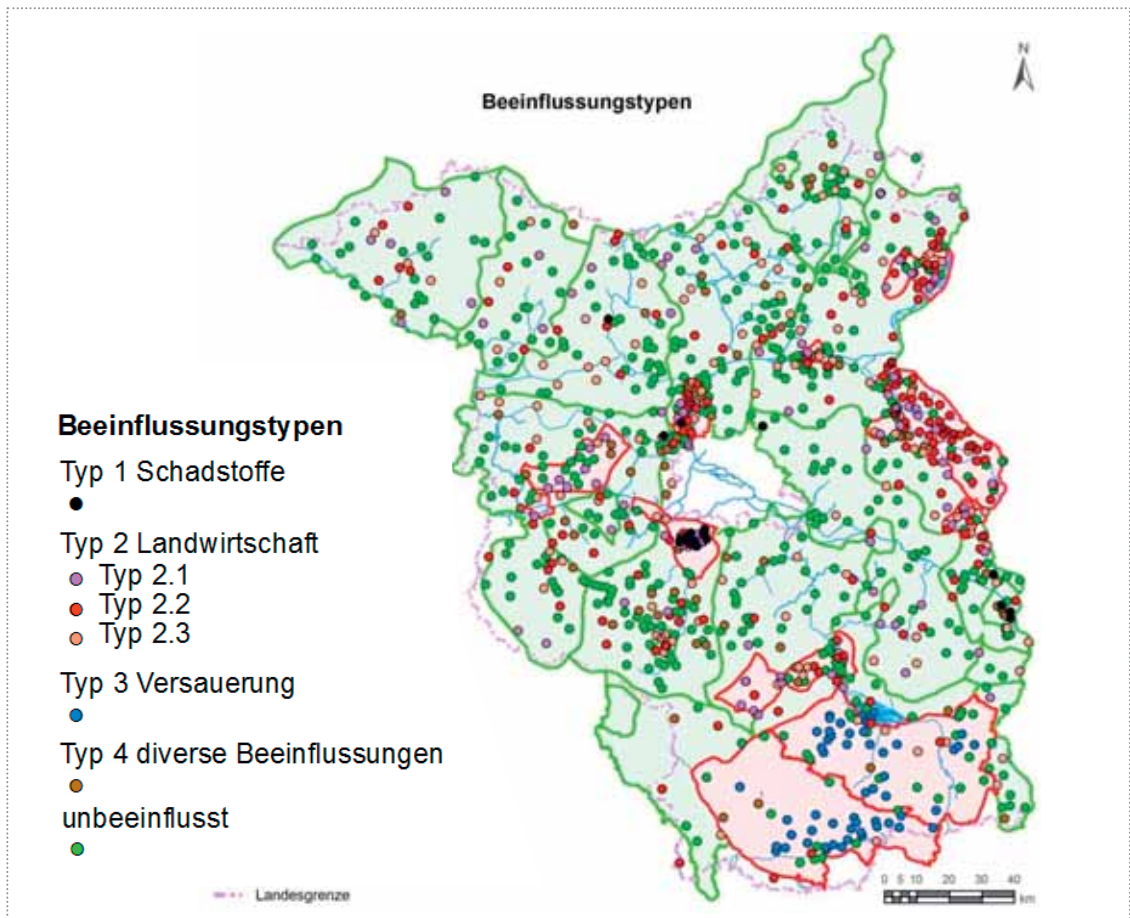 N
Beeinflussungstypen
Beeinflussungstypen
Typ 1 Schadstoffe
Typ 2 Landwirtschaft
Typ 2.1
Typ 2.2
Typ 2.3
Typ 3 Versauerung
Typ 4 diverse Beeinflussungen
unbeeinflusst
Landesgrenze
0 5 10 20 30 40
km